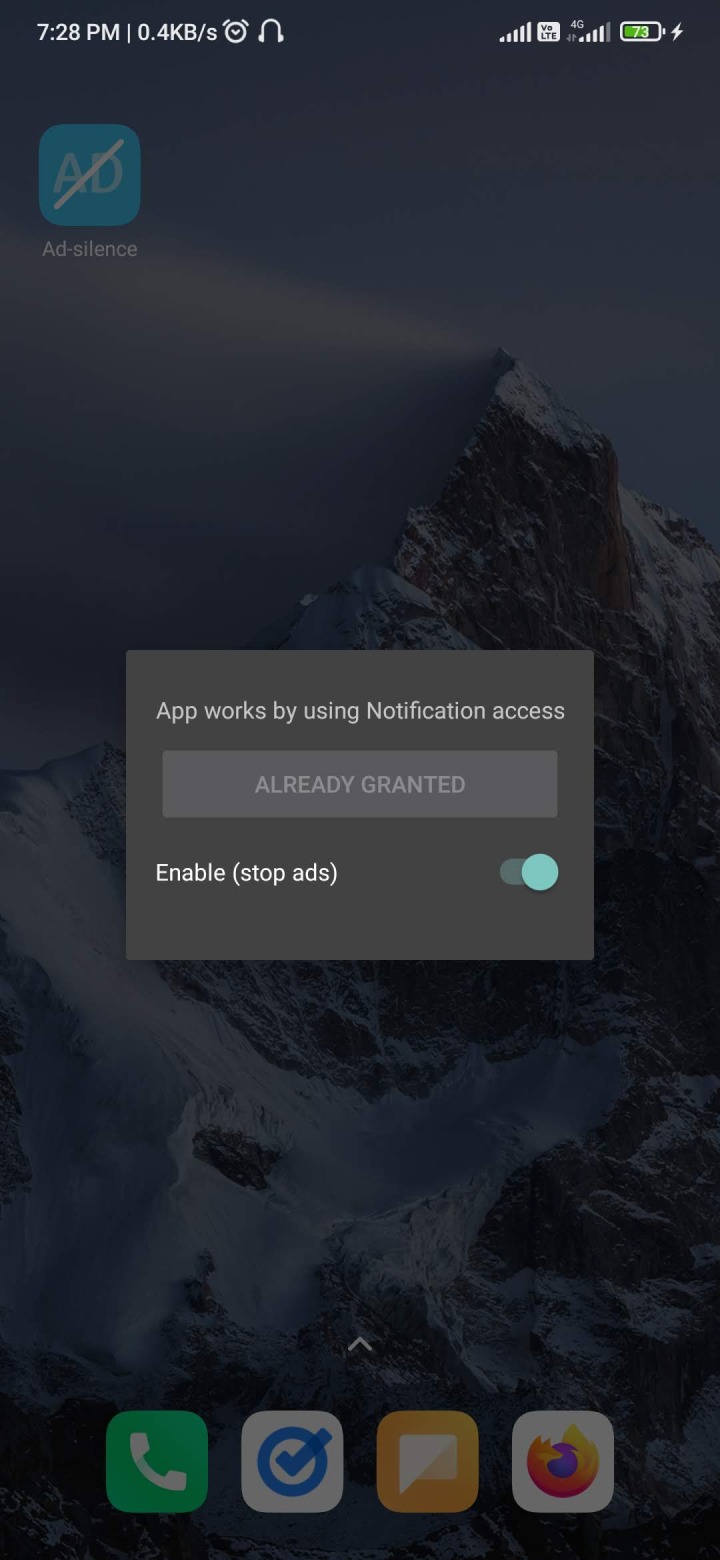 7:28 PM | 0.4KB/s
Vo LTE
4G
73
AD
Ad-silence
App works by using Notification access
ALREADY GRANTED
Enable (stop ads)